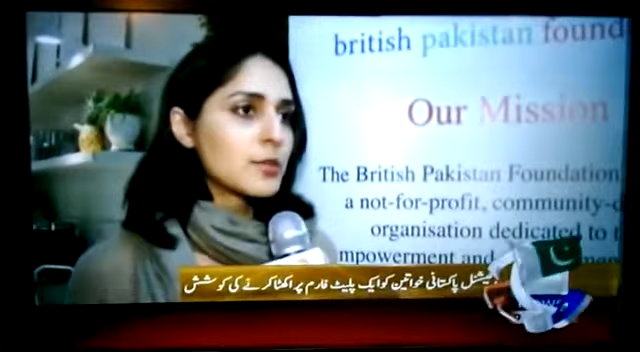 british pakistan found
Our Mission
The British Pakistan Foundation
a not-for-profit, community-
organisation dedicated to t
mpowerment and
پاکستانی خواتین کو ایک پلیٹ فارم پر اکٹھا کرنے کی کوشش